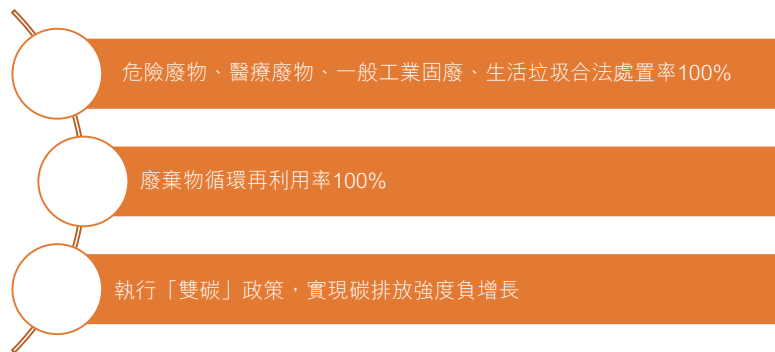 危險廢物、醫療廢物、一般工業固廢、生活垃圾合法處置率100%
廢棄物循環再利用率100%
執行「雙碳」政策，實現碳排放強度負增長